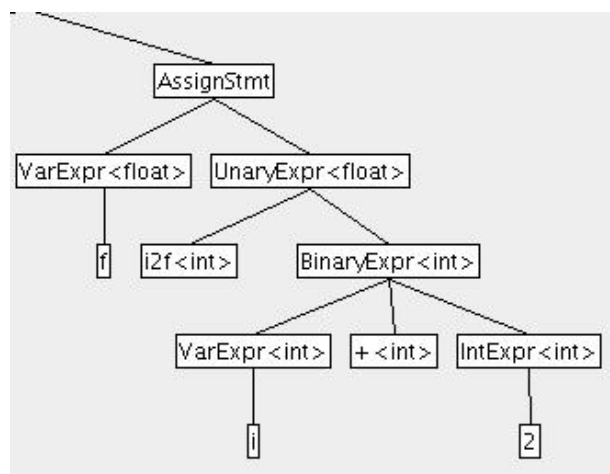 AssignStmt
VarExpr<float> UnaryExpr<float>
f i2f<int> BinaryExpr<int>
VarExpr<int> +<int> IntExpr<int>
i 2